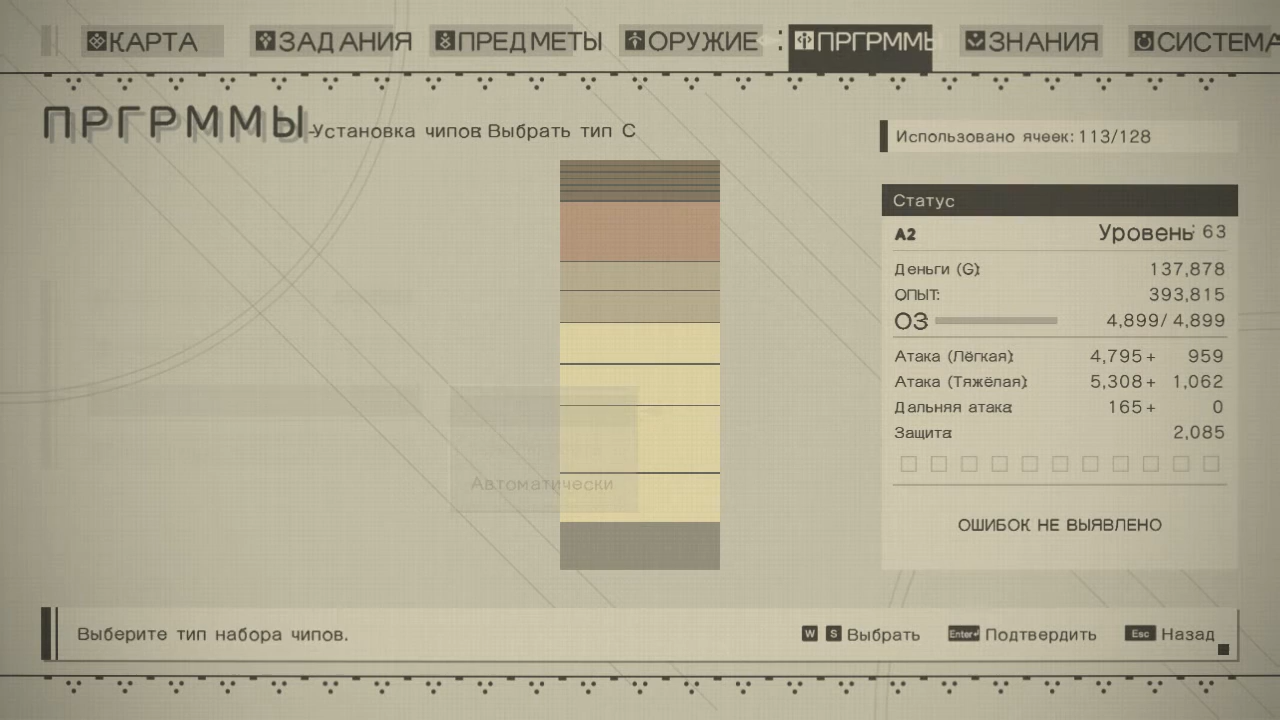 КАРТА ЗАДАНИЯ ПРЕДМЕТЫ ОРУЖИЕ ПРГРММЫ ЗНАНИЯ СИСТЕМА
ПРГРММЫ-Установка чипов: Выбрать тип C
Использовано ячеек: 113/128
Статус
A2 Уровень: 63
Деньги (G): 137,878
ОПЫТ: 393,815
ОЗ 4,899/ 4,899
Атака (Лёгкая): 4,795+ 959
Атака (Тяжёлая): 5,308+ 1,062
Дальняя атака: 165+ 0
Защита: 2,085
Автоматически
ОШИБОК НЕ ВЫЯВЛЕНО
Выберите тип набора чипов.
W S Выбрать Enter Подтвердить Esc Назад